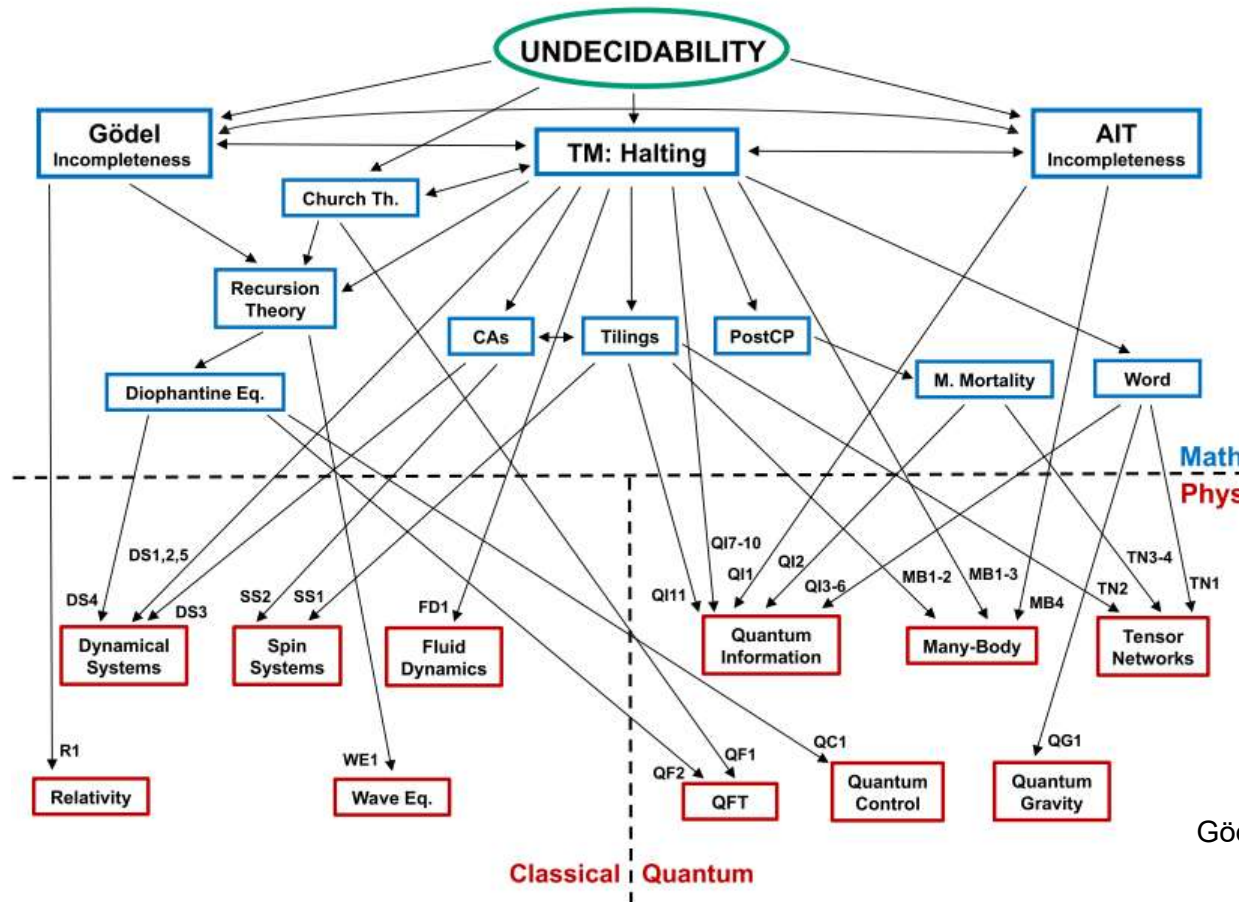 UNDECIDABILITY
Gödel
Incompleteness
TM: Halting
AIT
Incompleteness
Church Th.
Recursion
Theory
CAs
Tilings
PostCP
M. Mortality
Word
Diophantine Eq.
Math
Phys
DS1,2,5
DS4
DS3
SS2
SS1
FD1
QI11
QI7-10
QI1
QI2
QI3-6
MB1-2
MB1-3
MB4
TN2
TN3-4
TN1
Dynamical
Systems
Spin
Systems
Fluid
Dynamics
Quantum
Information
Many-Body
Tensor
Networks
R1
WE1
QF2
QF1
QC1
QG1
Relativity
Wave Eq.
QFT
Quantum
Control
Quantum
Gravity
Classical
Quantum